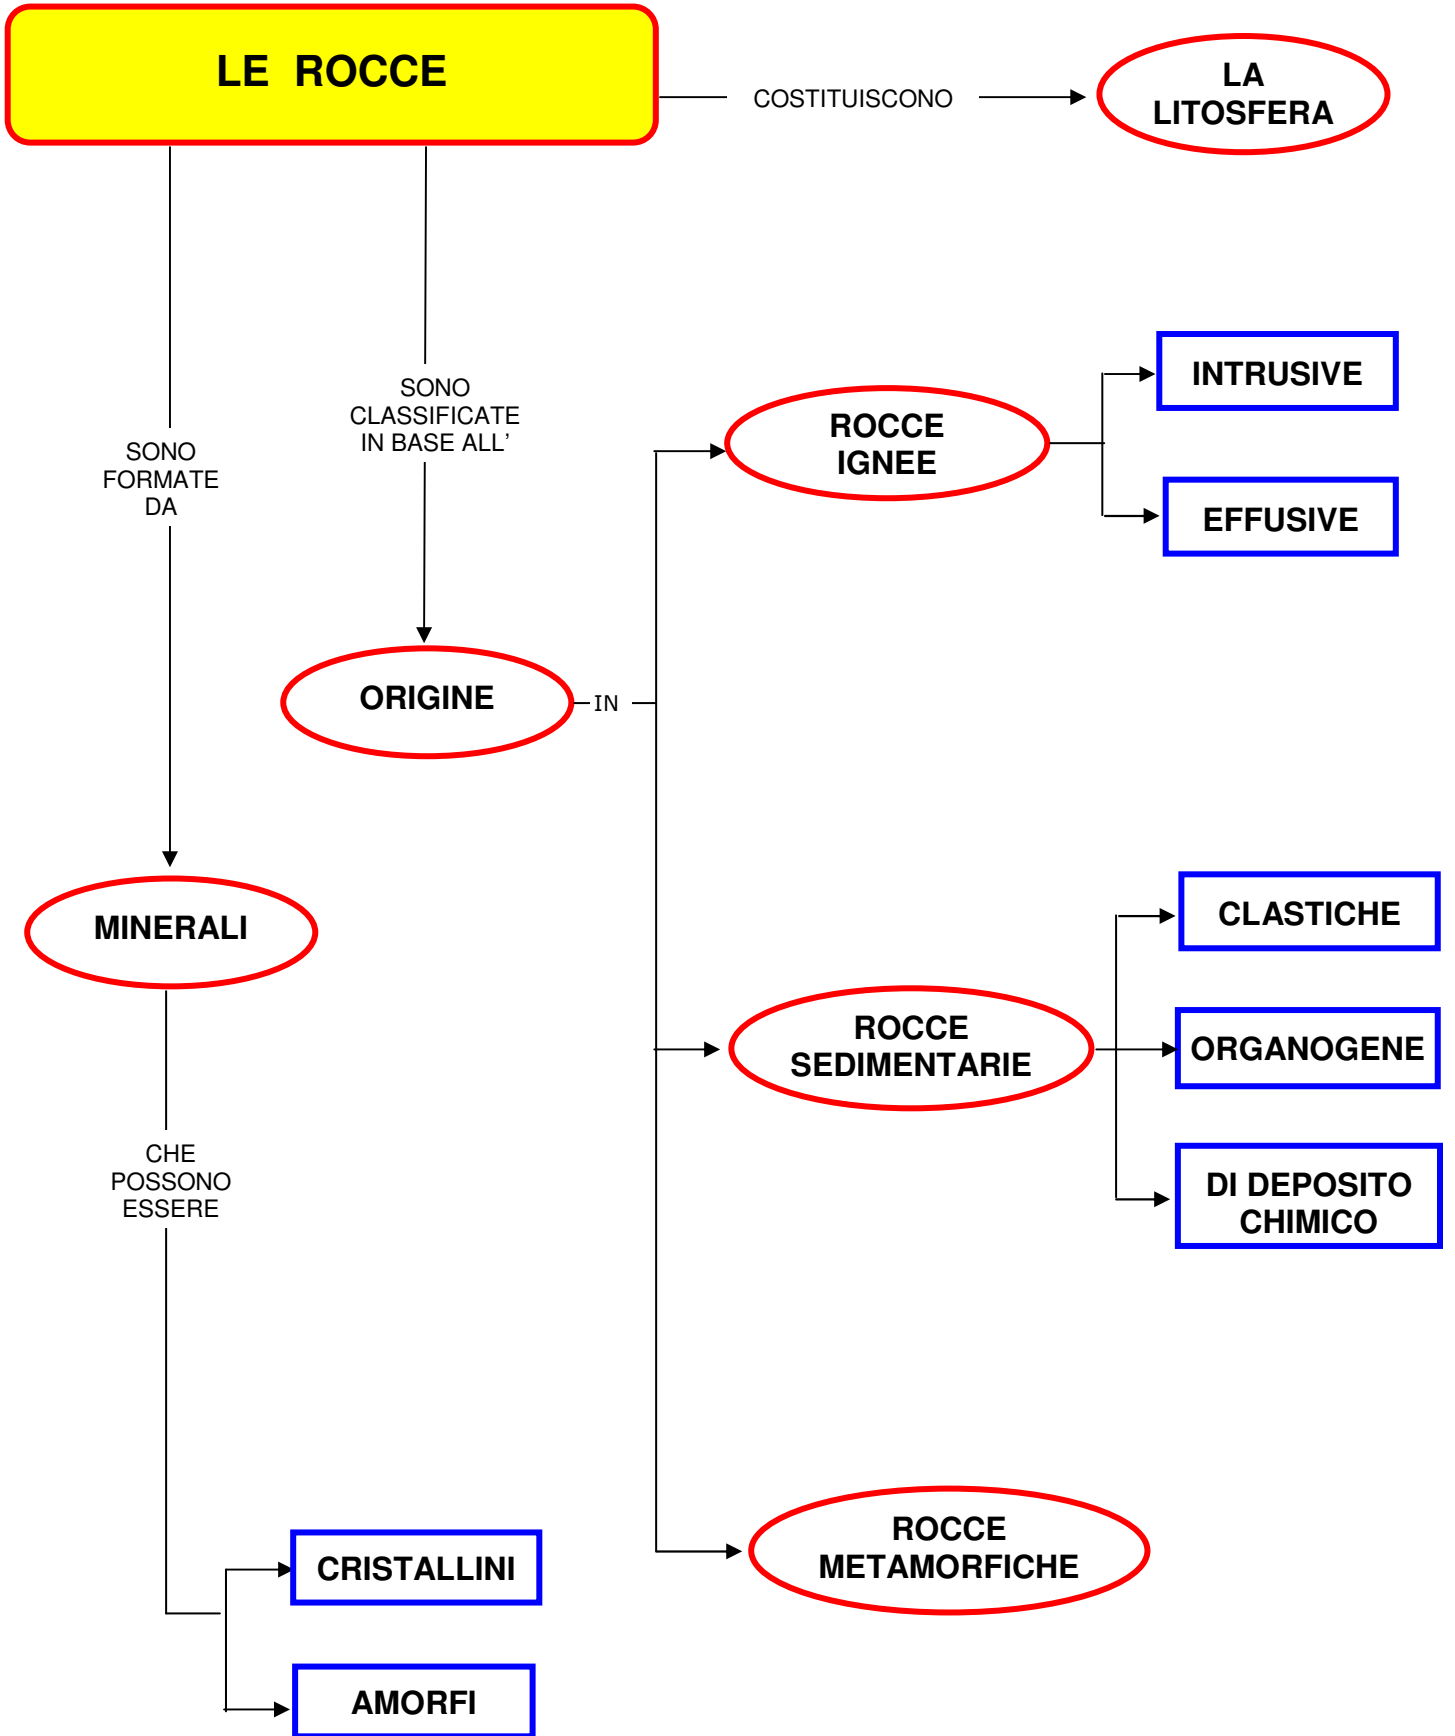 LE ROCCE
COSTITUISCONO
LA
LITOSFERA
SONO
FORMATE
DA
SONO
CLASSIFICATE
IN BASE ALL’
ORIGINE
IN
ROCCE
IGNEE
INTRUSIVE
EFFUSIVE
MINERALI
ROCCE
SEDIMENTARIE
CLASTICHE
ORGANOGENE
DI DEPOSITO
CHIMICO
CHE
POSSONO
ESSERE
ROCCE
METAMORFICHE
CRISTALLINI
AMORFI